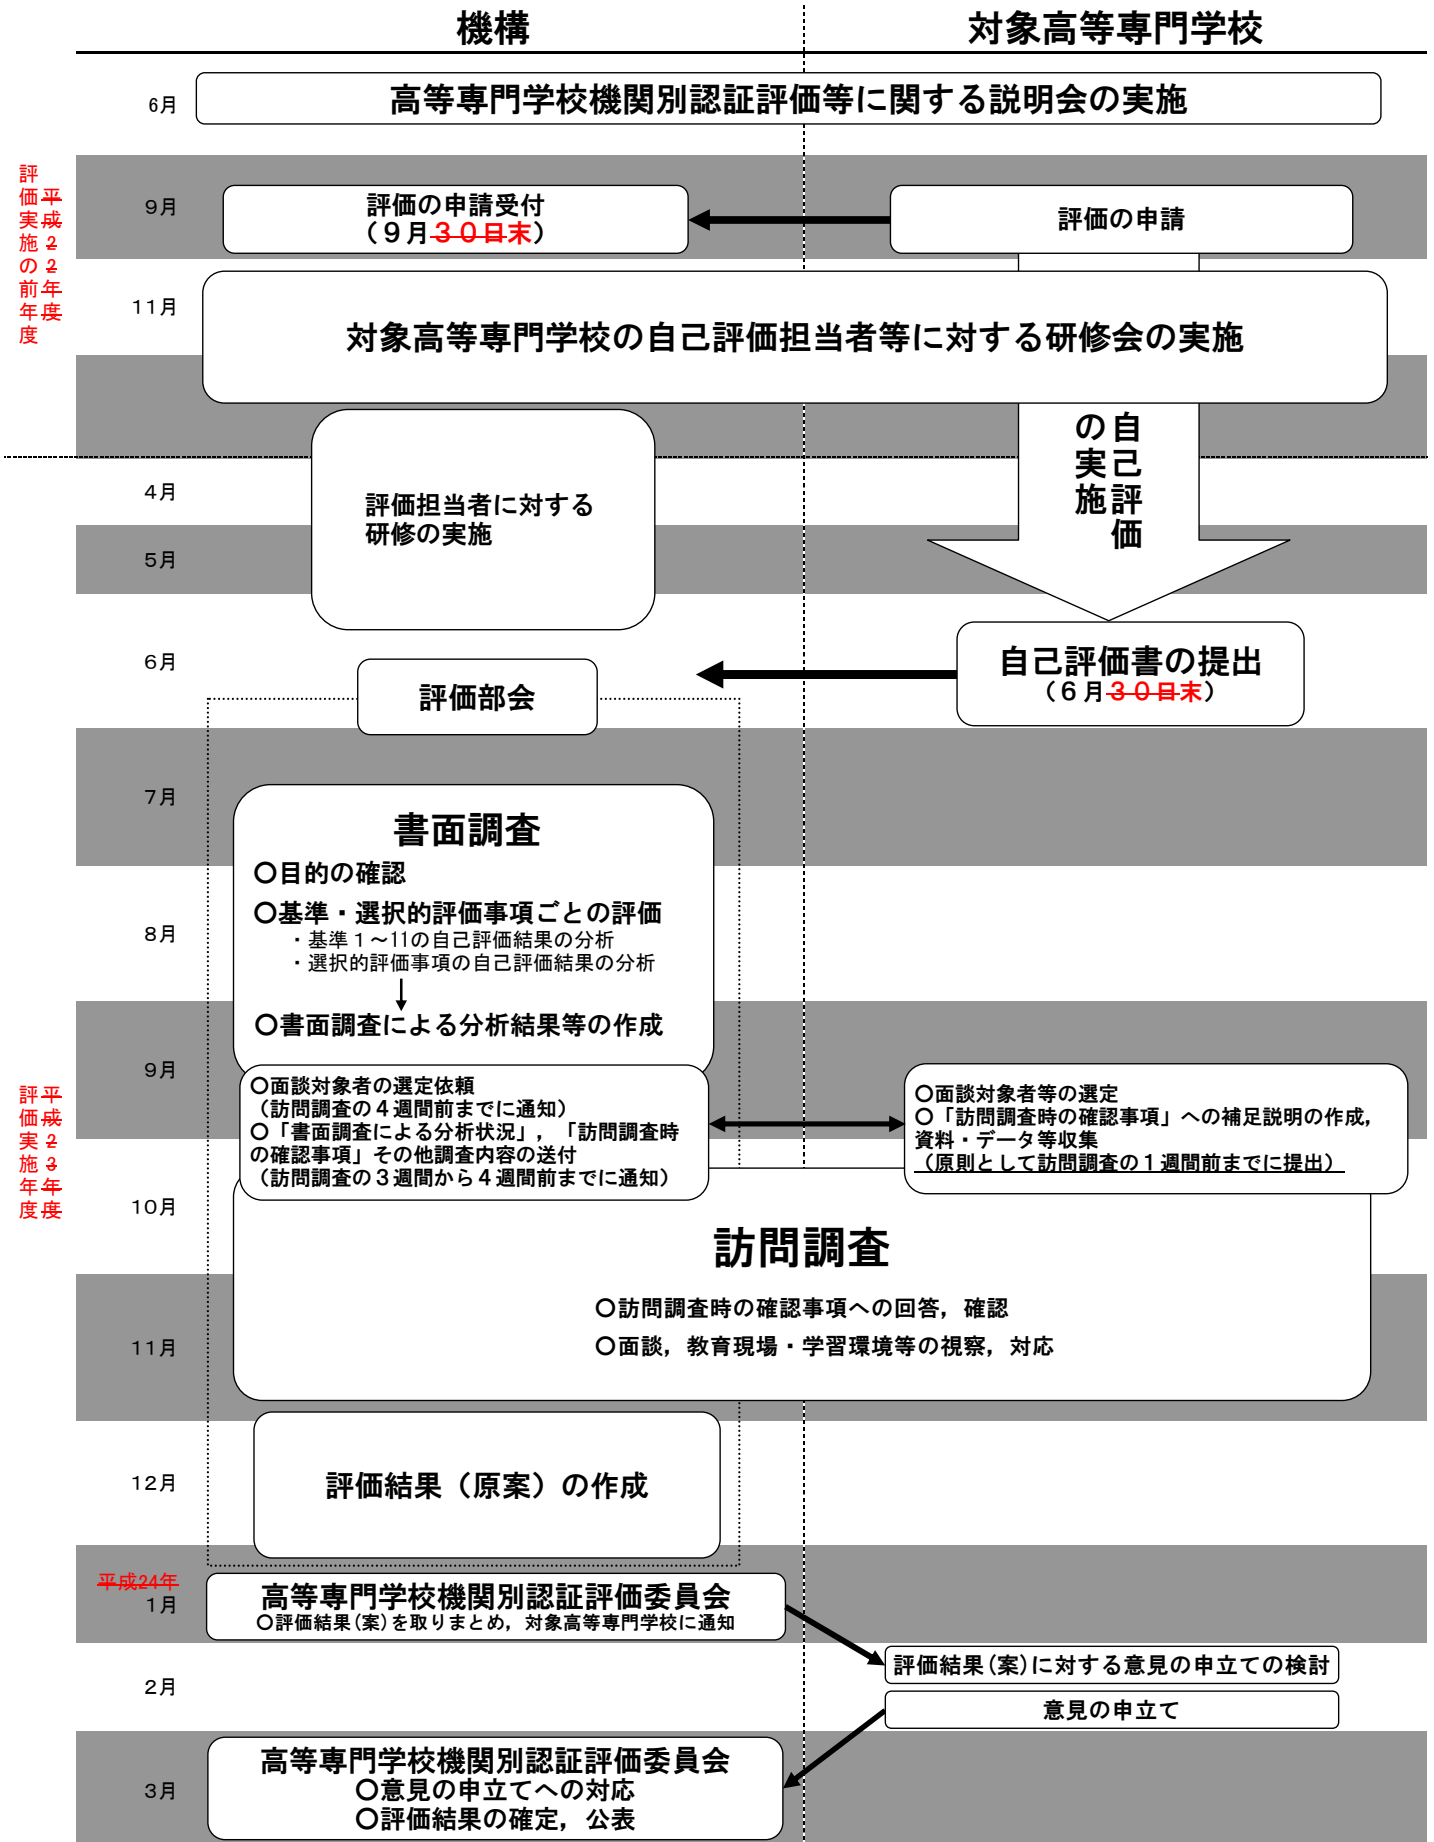 機構
対象高等専門学校
6月
高等専門学校機関別認証評価等に関する説明会の実施
平成22年度
評価実施の前年度
9月
評価の申請受付
（９月３０日末）
評価の申請
11月
対象高等専門学校の自己評価担当者等に対する研修会の実施
自己評価
の実施
4月
評価担当者に対する
研修の実施
5月
6月
自己評価書の提出
（６月３０日末）
評価部会
7月
書面調査
〇目的の確認
〇基準・選択的評価事項ごとの評価
・基準１～11の自己評価結果の分析
・選択的評価事項の自己評価結果の分析
8月
〇書面調査による分析結果等の作成
9月
平成23年度
評価実施年度
〇面談対象者の選定依頼
（訪問調査の４週間前までに通知）
〇「書面調査による分析状況」，「訪問調査時
の確認事項」その他調査内容の送付
（訪問調査の３週間から４週間前までに通知）
〇面談対象者等の選定
〇「訪問調査時の確認事項」への補足説明の作成，
資料・データ等収集
（原則として訪問調査の１週間前までに提出）
10月
訪問調査
〇訪問調査時の確認事項への回答，確認
〇面談，教育現場・学習環境等の視察，対応
11月
12月
評価結果（原案）の作成
平成24年
1月
高等専門学校機関別認証評価委員会
〇評価結果(案)を取りまとめ，対象高等専門学校に通知
評価結果(案)に対する意見の申立ての検討
2月
意見の申立て
3月
高等専門学校機関別認証評価委員会
〇意見の申立てへの対応
〇評価結果の確定，公表